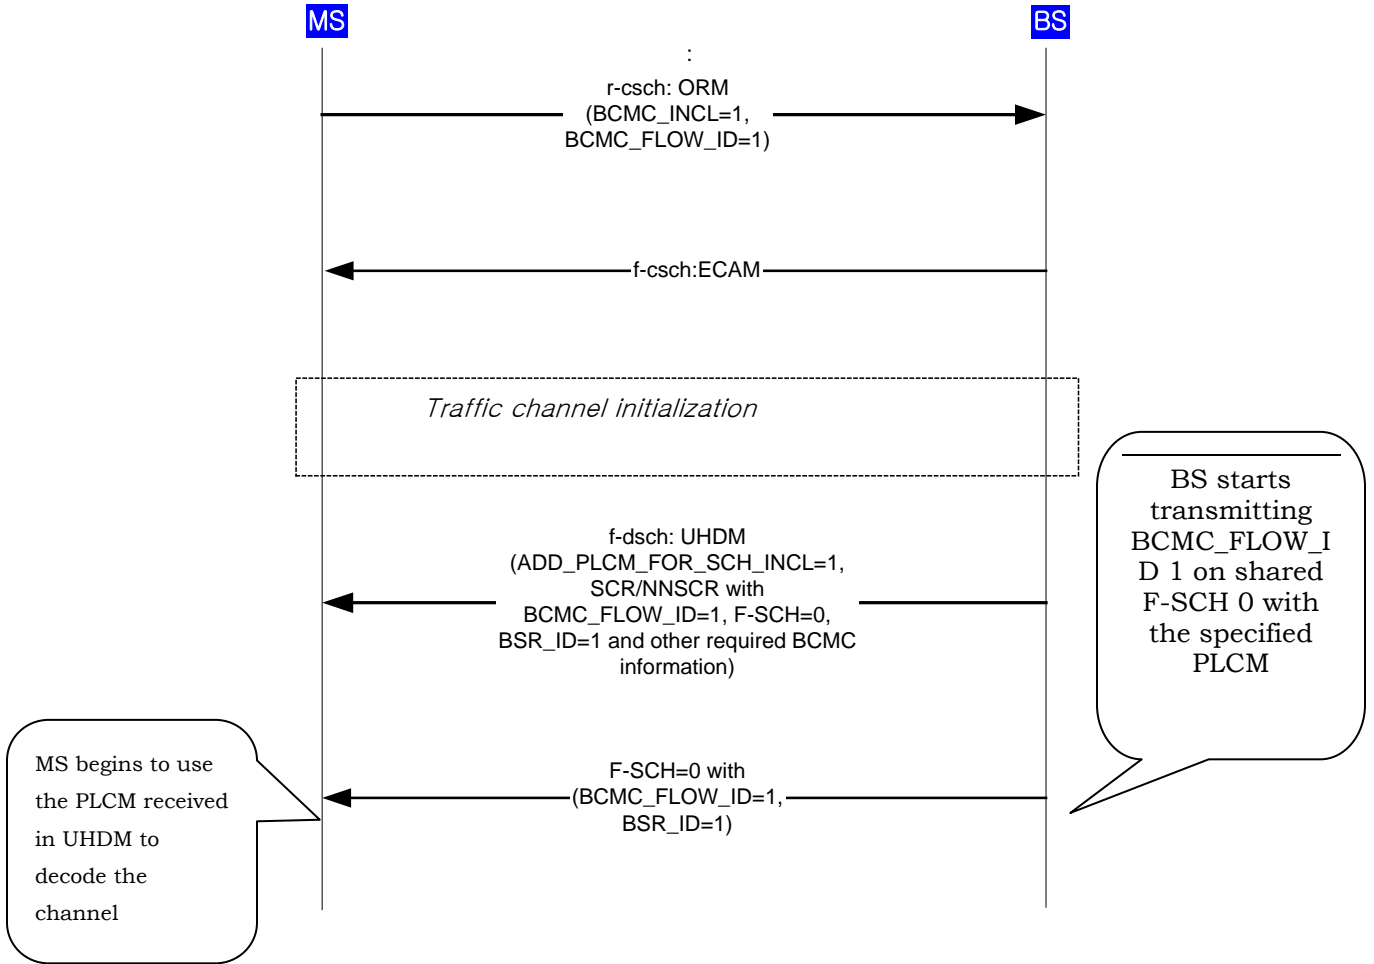 MS
BS
:
r-csch: ORM
(BCMC_INCL=1,
BCMC_FLOW_ID=1)
f-csch:ECAM
Traffic channel initialization
BS starts
transmitting
BCMC_FLOW_I
D 1 on shared
F-SCH 0 with
the specified
PLCM
f-dsch: UHDM
(ADD_PLCM_FOR_SCH_INCL=1,
SCR/NNSCR with
BCMC_FLOW_ID=1, F-SCH=0,
BSR_ID=1 and other required BCMC
information)
MS begins to use
the PLCM received
in UHDM to
decode the
channel
F-SCH=0 with
(BCMC_FLOW_ID=1,
BSR_ID=1)